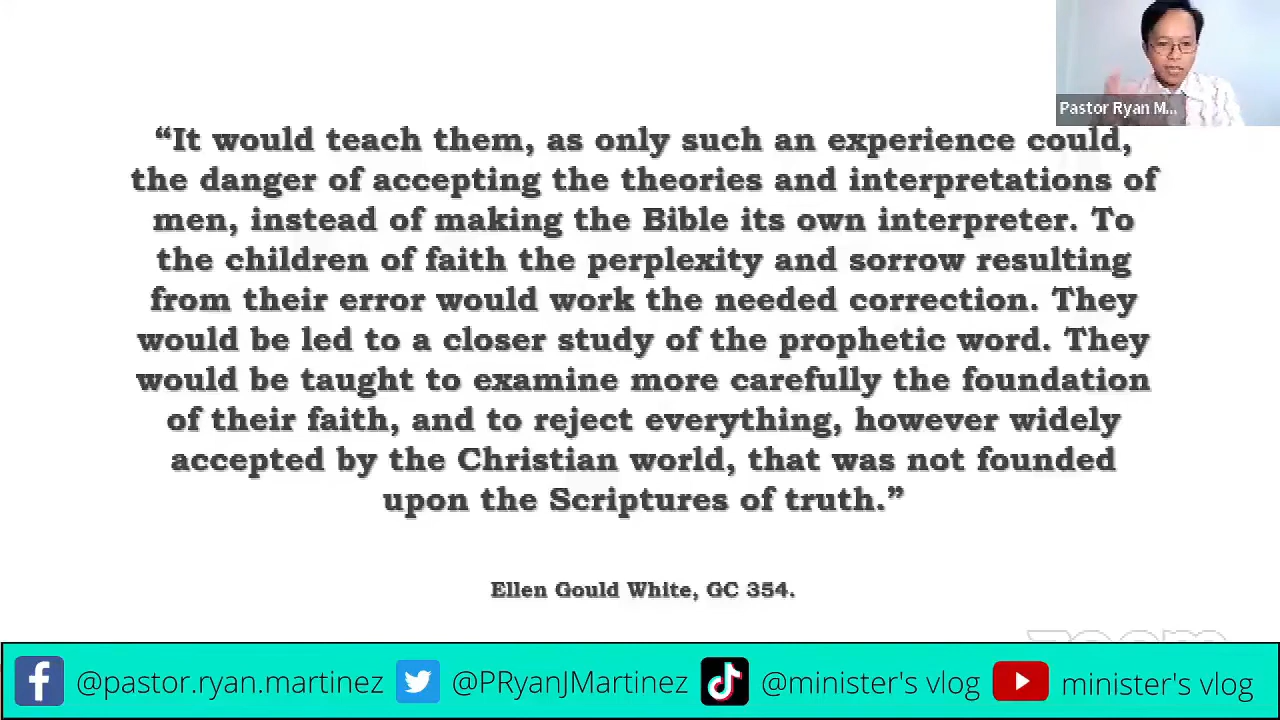 Pastor Ryan M...
“It would teach them, as only such an experience could,
the danger of accepting the theories and interpretations of
men, instead of making the Bible its own interpreter. To
the children of faith the perplexity and sorrow resulting
from their error would work the needed correction. They
would be led to a closer study of the prophetic word. They
would be taught to examine more carefully the foundation
of their faith, and to reject everything, however widely
accepted by the Christian world, that was not founded
upon the Scriptures of truth.”
Ellen Gould White, GC 354.
zoom
@pastor.ryan.martinez @PRyanJMartinez @minister's vlog minister's vlog